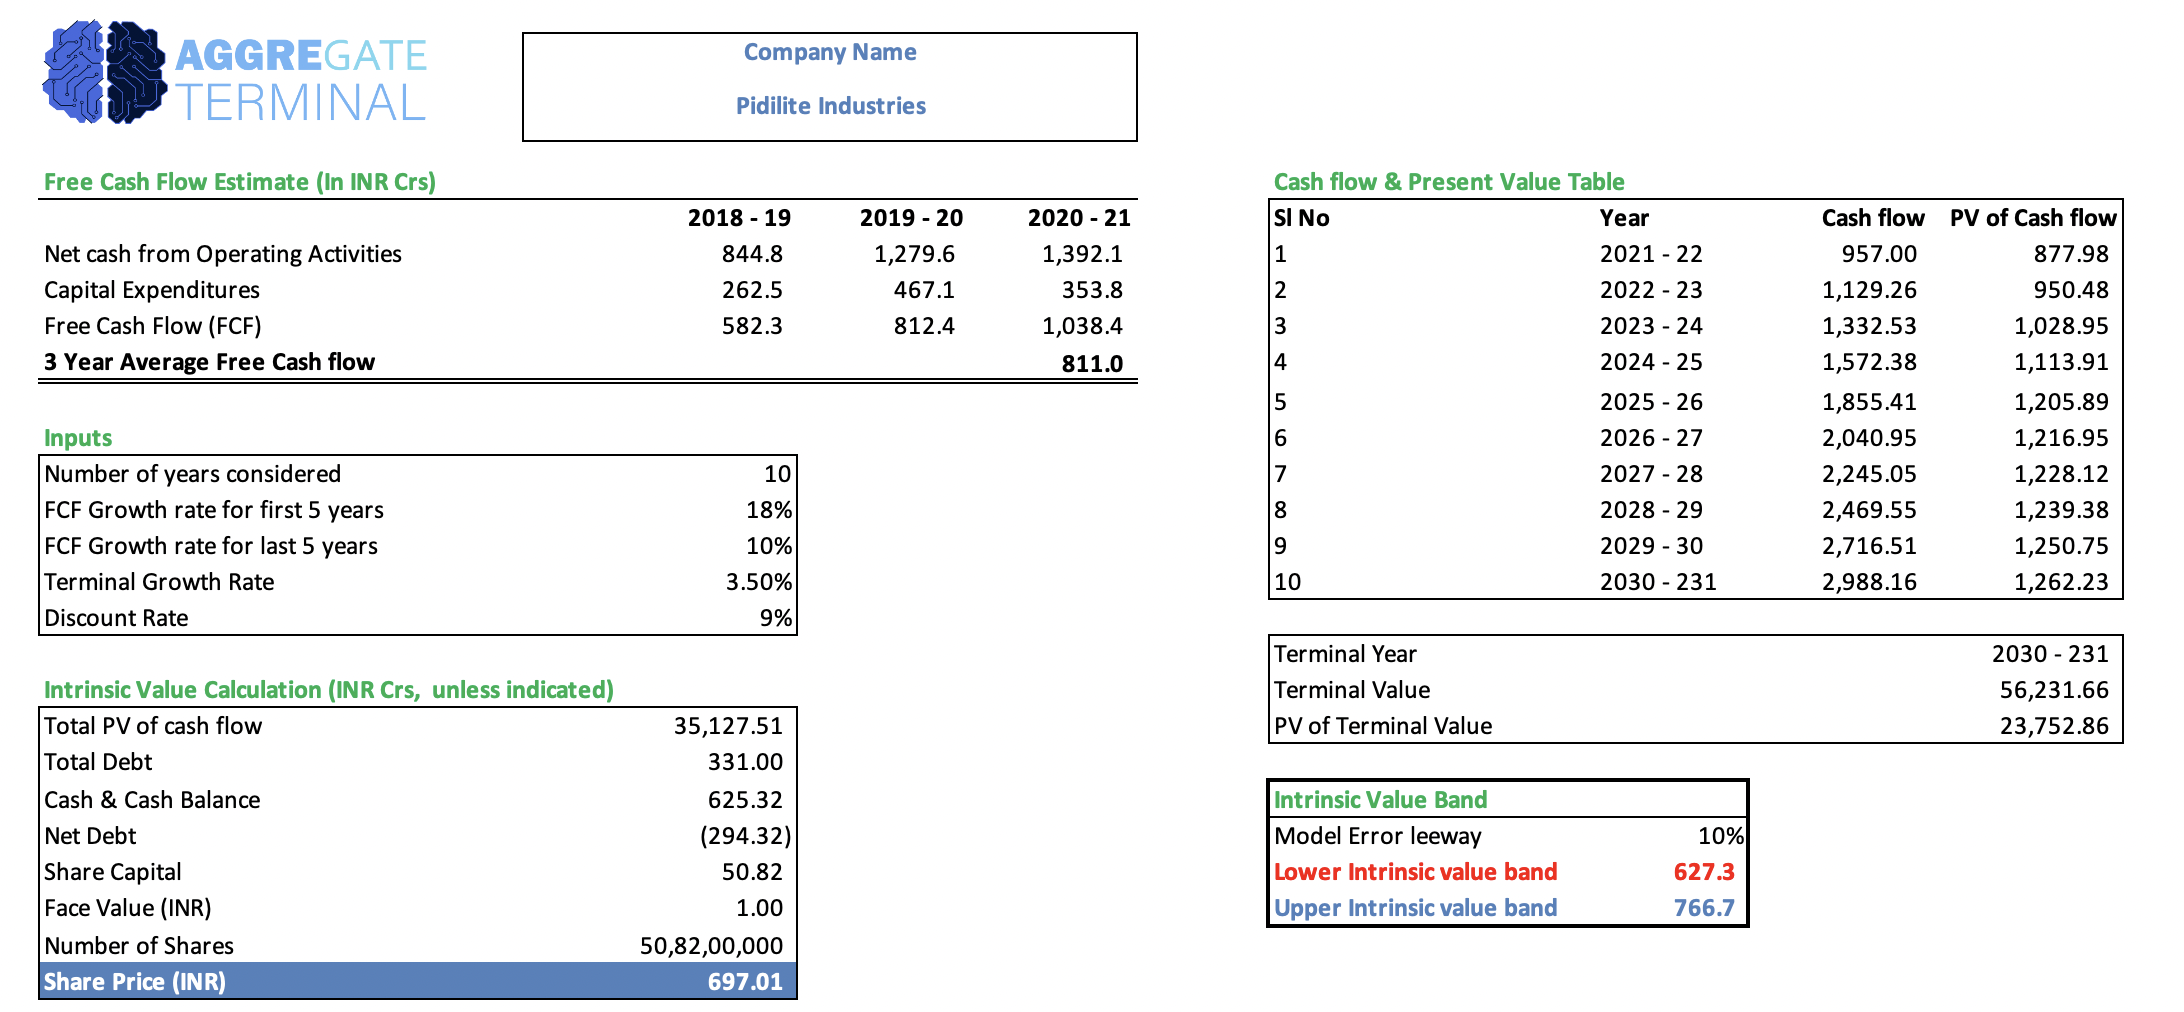 AGGREGATE
TERMINAL
Company Name
Pidilite Industries
Free Cash Flow Estimate (In INR Crs)
2018 - 19 2019 - 20 2020 - 21
Net cash from Operating Activities 844.8 1,279.6 1,392.1
Capital Expenditures 262.5 467.1 353.8
Free Cash Flow (FCF) 582.3 812.4 1,038.4
3 Year Average Free Cash flow 811.0
Inputs
Number of years considered 10
FCF Growth rate for first 5 years 18%
FCF Growth rate for last 5 years 10%
Terminal Growth Rate 3.50%
Discount Rate 9%
Intrinsic Value Calculation (INR Crs, unless indicated)
Total PV of cash flow 35,127.51
Total Debt 331.00
Cash & Cash Balance 625.32
Net Debt (294.32)
Share Capital 50.82
Face Value (INR) 1.00
Number of Shares 50,82,00,000
Share Price (INR) 697.01
Cash flow & Present Value Table
Sl No Year Cash flow PV of Cash flow
1 2021 - 22 957.00 877.98
2 2022 - 23 1,129.26 950.48
3 2023 - 24 1,332.53 1,028.95
4 2024 - 25 1,572.38 1,113.91
5 2025 - 26 1,855.41 1,205.89
6 2026 - 27 2,040.95 1,216.95
7 2027 - 28 2,245.05 1,228.12
8 2028 - 29 2,469.55 1,239.38
9 2029 - 30 2,716.51 1,250.75
10 2030 - 231 2,988.16 1,262.23
Terminal Year 2030 - 231
Terminal Value 56,231.66
PV of Terminal Value 23,752.86
Intrinsic Value Band
Model Error leeway 10%
Lower Intrinsic value band 627.3
Upper Intrinsic value band 766.7